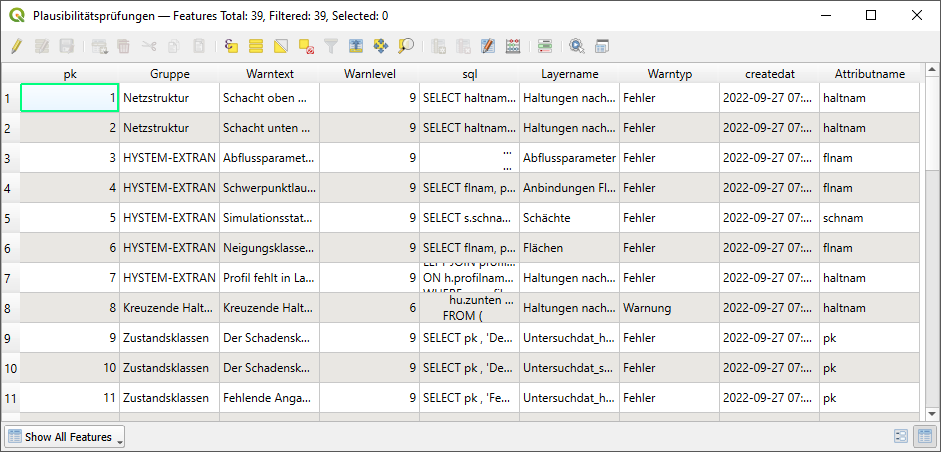 Plausibilitätsprüfungen — Features Total: 39, Filtered: 39, Selected: 0
pk Gruppe Warntext Warnlevel sql Layername Warntyp createdat Attributname
1 1 Netzstruktur Schacht oben ... 9 SELECT haltnam... Haltungen nach... Fehler 2022-09-27 07:... haltnam
2 2 Netzstruktur Schacht unten ... 9 SELECT haltnam... Haltungen nach... Fehler 2022-09-27 07:... haltnam
3 3 HYSTEM-EXTRAN Abflussparamet... 9 ... ... Abflussparameter Fehler 2022-09-27 07:... flnam
4 4 HYSTEM-EXTRAN Schwerpunktlau... 9 SELECT flnam, p... Anbindungen Fl... Fehler 2022-09-27 07:... flnam
5 5 HYSTEM-EXTRAN Simulationsstat... 9 SELECT s.schna... Schächte Fehler 2022-09-27 07:... schnam
6 6 HYSTEM-EXTRAN Neigungsklasse... 9 SELECT flnam, p... Flächen Fehler 2022-09-27 07:... flnam
7 7 HYSTEM-EXTRAN Profil fehlt in La... 9 ON h.profilnam... Haltungen nach... Fehler 2022-09-27 07:... haltnam
8 8 Kreuzende Halt... Kreuzende Halt... 6 hu.zunten ... FROM ( Haltungen nach... Warnung 2022-09-27 07:... haltnam
9 9 Zustandsklassen Der Schadensk... 9 SELECT pk , 'De... Untersuchdat_h... Fehler 2022-09-27 07:... pk
10 10 Zustandsklassen Der Schadensk... 9 SELECT pk , 'De... Untersuchdat_s... Fehler 2022-09-27 07:... pk
11 11 Zustandsklassen Fehlende Anga... 9 SELECT pk , 'Fe... Untersuchdat_h... Fehler 2022-09-27 07:... pk
Show All Features